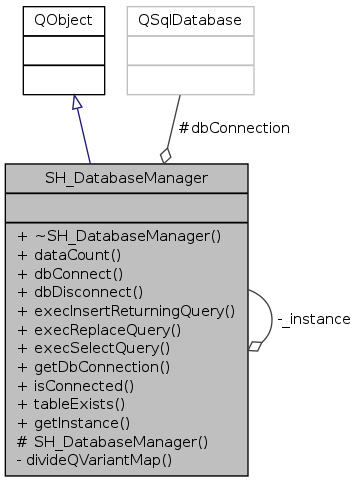 QObject
QSqlDatabase
#dbConnection
SH_DatabaseManager
+ ~SH_DatabaseManager()
+ dataCount()
+ dbConnect()
+ dbDisconnect()
+ execInsertReturningQuery()
+ execReplaceQuery()
+ execSelectQuery()
+ getDbConnection()
+ isConnected()
+ tableExists()
+ getInstance()
# SH_DatabaseManager()
- divideQVariantMap()
-_instance